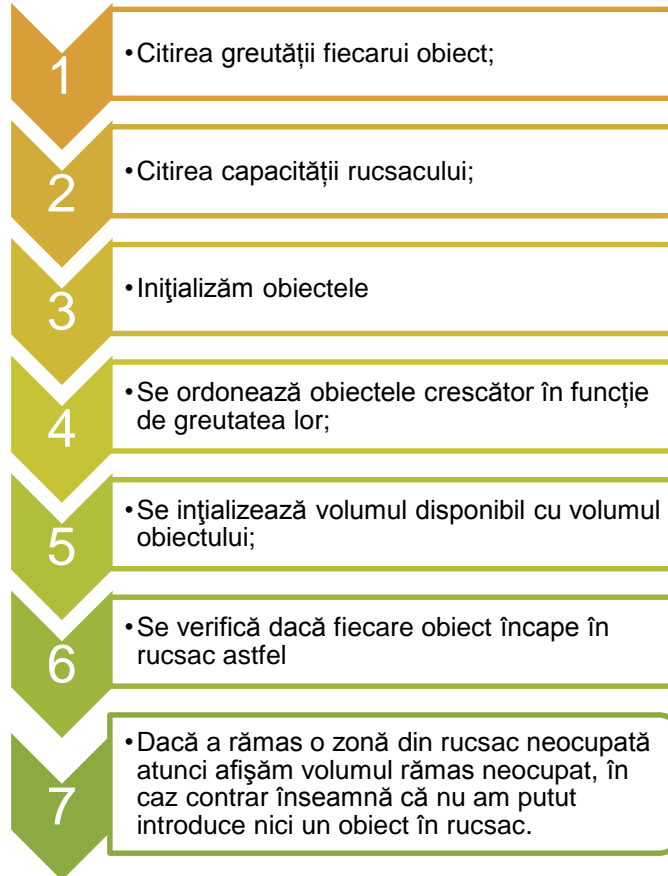 1
•Citirea greutății fiecarui obiect;
2
•Citirea capacității rucsacului;
3
•Iniţializăm obiectele
4
•Se ordonează obiectele crescător în funcție
de greutatea lor;
5
•Se inţializează volumul disponibil cu volumul
obiectului;
6
•Se verifică dacă fiecare obiect încape în
rucsac astfel
7
•Dacă a rămas o zonă din rucsac neocupată
atunci afişăm volumul rămas neocupat, în
caz contrar înseamnă că nu am putut
introduce nici un obiect în rucsac.